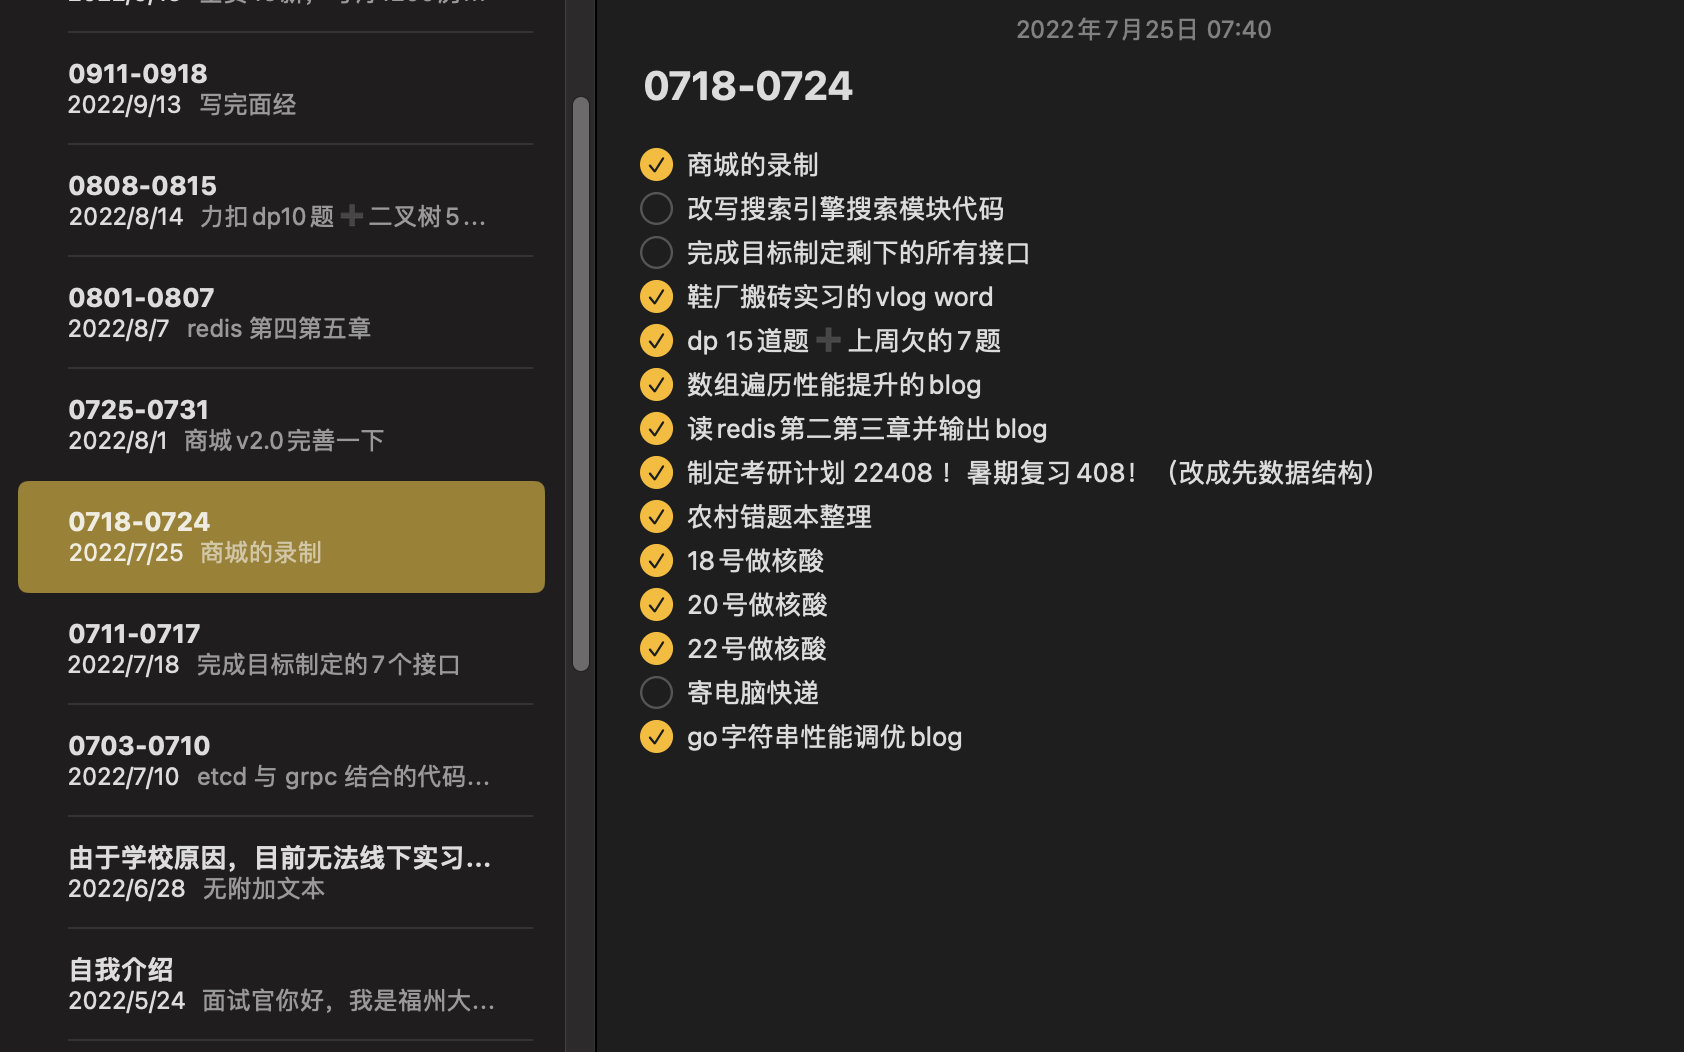 0911-0918
2022/9/13 写完面经
0808-0815
2022/8/14 力扣dp10题➕二叉树5...
0801-0807
2022/8/7 redis 第四第五章
0725-0731
2022/8/1 商城v2.0完善一下
0718-0724
2022/7/25 商城的录制
0711-0717
2022/7/18 完成目标制定的7个接口
0703-0710
2022/7/10 etcd 与 grpc 结合的代码...
由于学校原因，目前无法线下实习...
2022/6/28 无附加文本
自我介绍
2022/5/24 面试官你好，我是福州大...
2022年7月25日 07:40
0718-0724
商城的录制
改写搜索引擎搜索模块代码
完成目标制定剩下的所有接口
鞋厂搬砖实习的vlog word
dp 15道题➕上周欠的7题
数组遍历性能提升的blog
读redis第二第三章并输出blog
制定考研计划 22408 ！暑期复习408！（改成先数据结构）
农村错题本整理
18号做核酸
20号做核酸
22号做核酸
寄电脑快递
go字符串性能调优blog